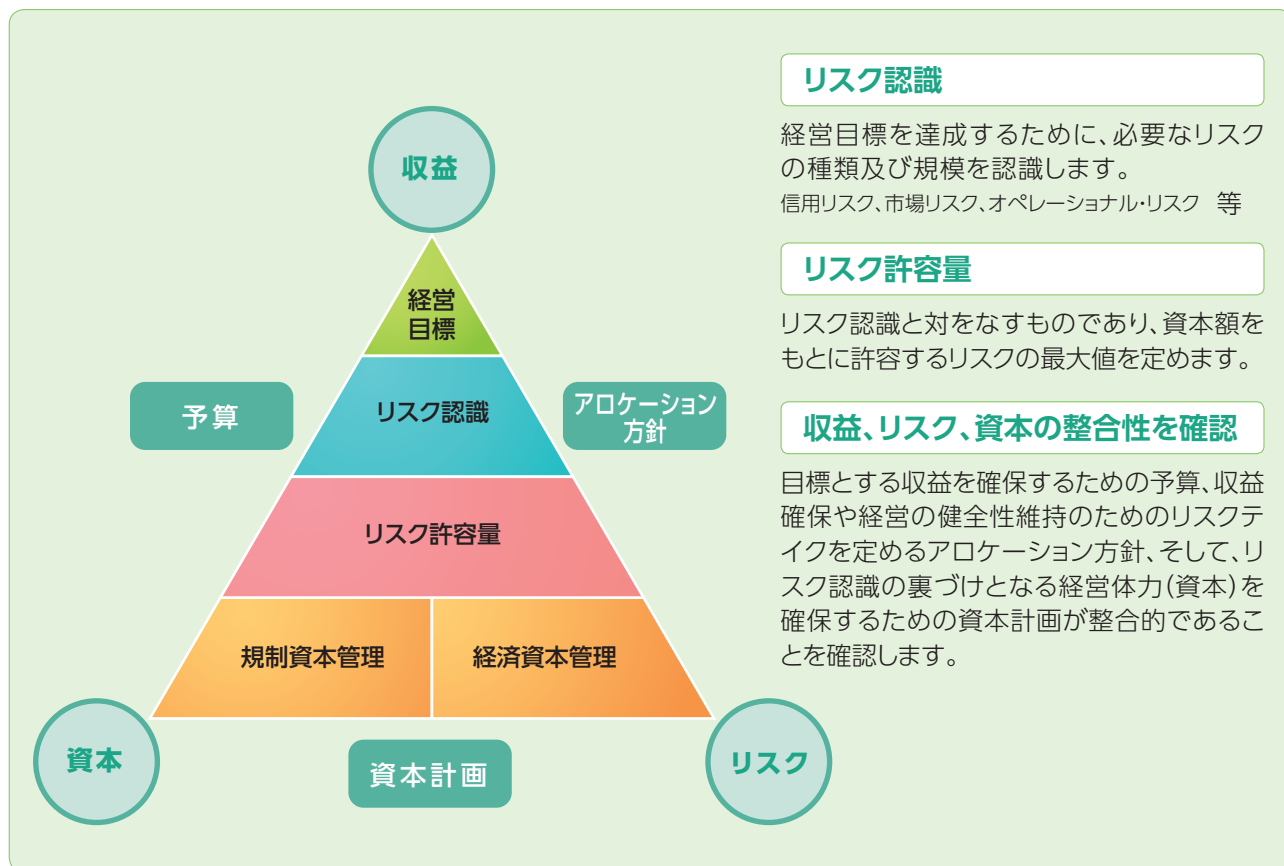 収益
経営
目標
予算
リスク認識
アロケーション
方針
リスク許容量
規制資本管理
経済資本管理
資本
資本計画
リスク
リスク認識
経営目標を達成するために、必要なリスク
の種類及び規模を認識します。
信用リスク、市場リスク、オペレーショナル・リスク 等
リスク許容量
リスク認識と対をなすものであり、資本額を
もとに許容するリスクの最大値を定めます。
収益、リスク、資本の整合性を確認
目標とする収益を確保するための予算、収益
確保や経営の健全性維持のためのリスクテ
イクを定めるアロケーション方針、そして、リ
スク認識の裏づけとなる経営体力(資本)を
確保するための資本計画が整合的であるこ
とを確認します。